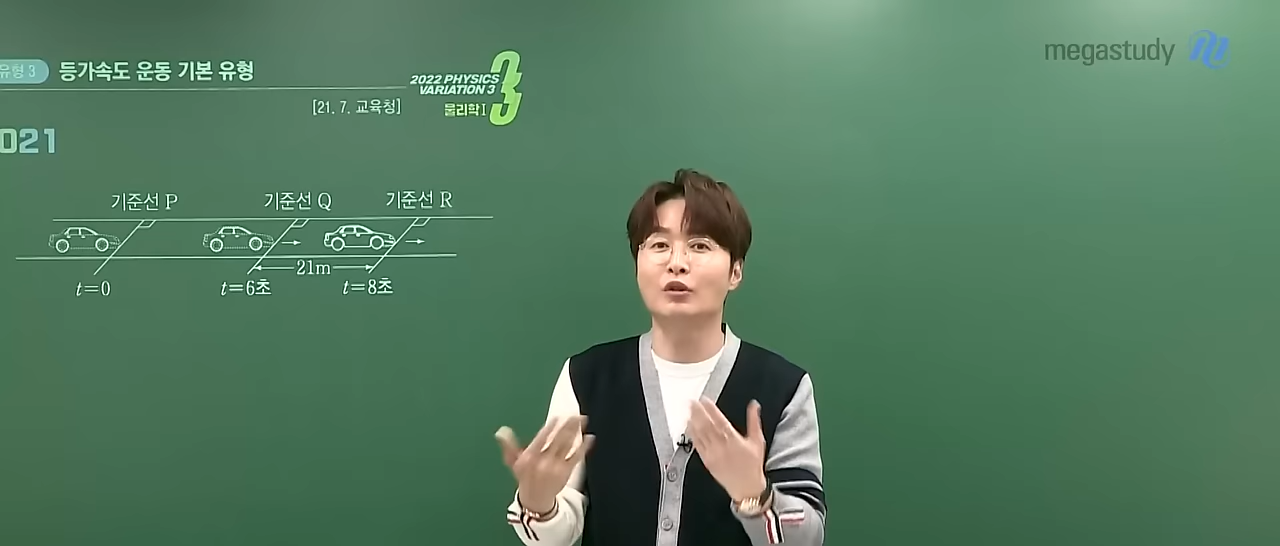 유형 3 등가속도 운동 기본 유형
2022 PHYSICS
VARIATION 3
물리학 I
3
[21. 7. 교육청]
megastudy
021
기준선 P 기준선 Q 기준선 R
21m
t=0 t=6초 t=8초